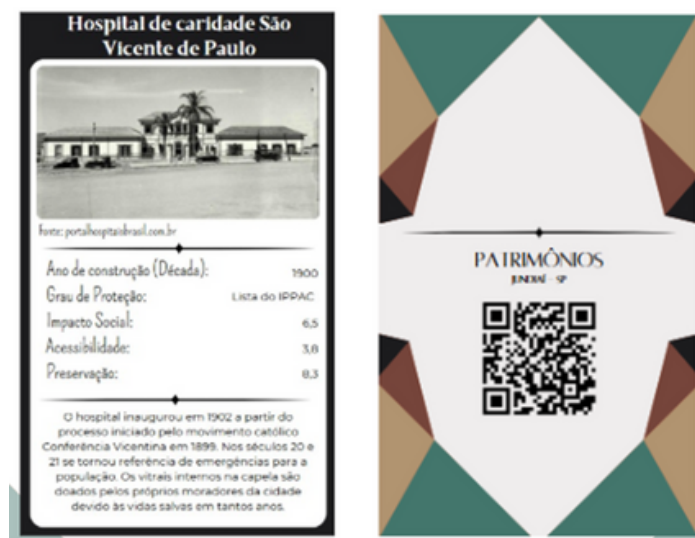 Hospital de caridade São
Vicente de Paulo
Fonte: portalhospitaisbrasil.com.br
Ano de construção (Década): 1900
Grau de Proteção: Lista do IPPAC
Impacto Social: 6,5
Acessibilidade: 3,8
Preservação: 8,3
O hospital inaugurou em 1902 a partir do
processo iniciado pelo movimento católico
Conferência Vicentina em 1899. Nos séculos 20 e
21 se tornou referência de emergências para a
população. Os vitrais internos na capela são
doados pelos próprios moradores da cidade
devido às vidas salvas em tantos anos.
PATRIMÔNIOS
JUNDIAÍ - SP